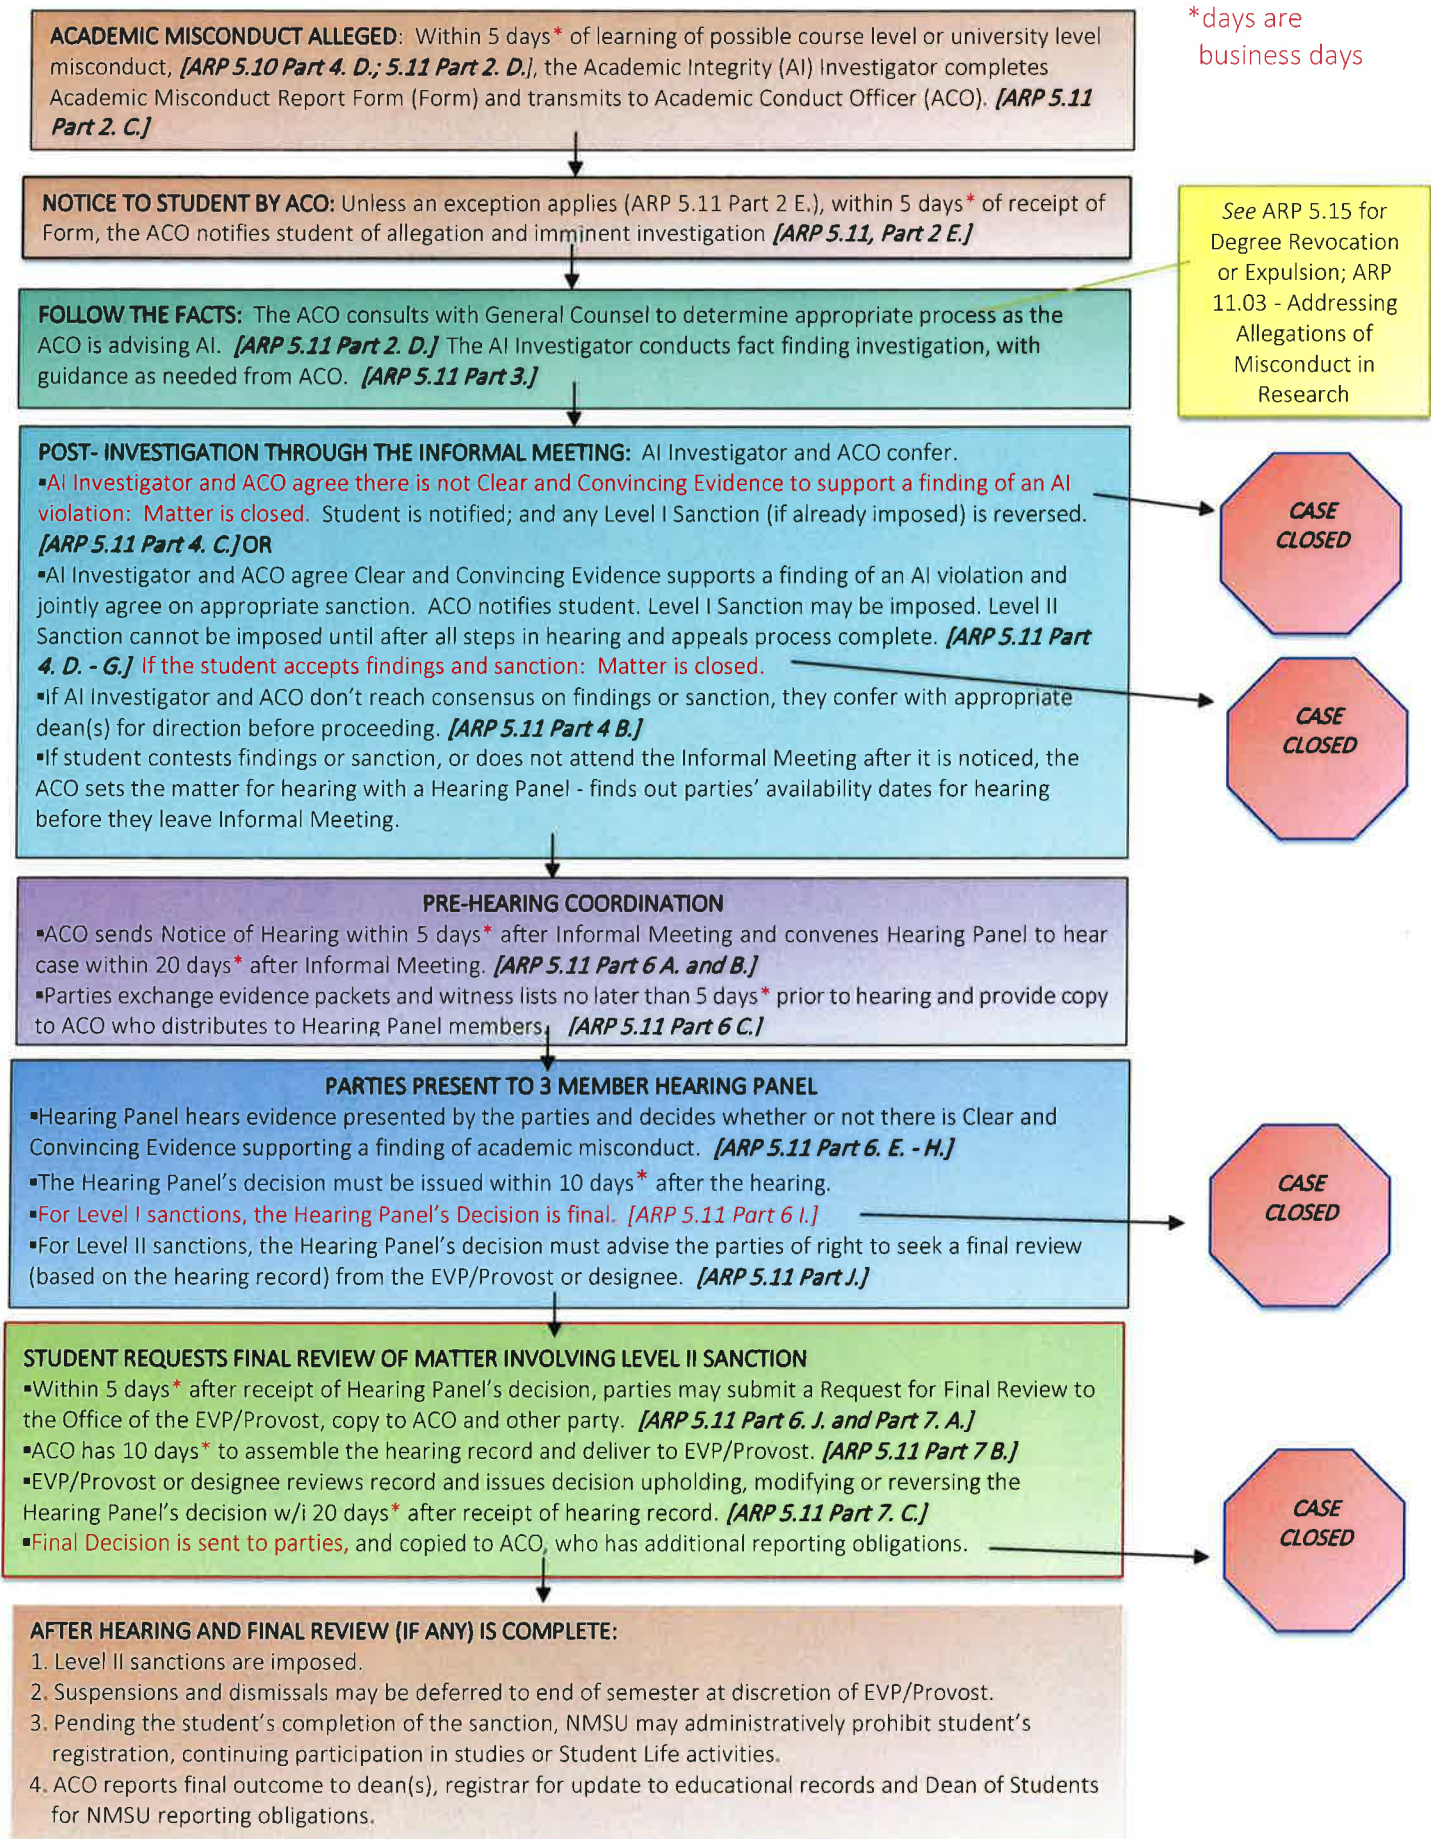 *days are
business days
ACADEMIC MISCONDUCT ALLEGED: Within 5 days* of learning of possible course level or university level
misconduct, [ARP 5.10 Part 4. D.; 5.11 Part 2. D.], the Academic Integrity (AI) Investigator completes
Academic Misconduct Report Form (Form) and transmits to Academic Conduct Officer (ACO). [ARP 5.11
Part 2. C.]
NOTICE TO STUDENT BY ACO: Unless an exception applies (ARP 5.11 Part 2 E.), within 5 days* of receipt of
Form, the ACO notifies student of allegation and imminent investigation [ARP 5.11, Part 2 E.]
See ARP 5.15 for
Degree Revocation
or Expulsion; ARP
11.03 - Addressing
Allegations of
Misconduct in
Research
FOLLOW THE FACTS: The ACO consults with General Counsel to determine appropriate process as the
ACO is advising AI. [ARP 5.11 Part 2. D.] The AI Investigator conducts fact finding investigation, with
guidance as needed from ACO. [ARP 5.11 Part 3.]
POST- INVESTIGATION THROUGH THE INFORMAL MEETING: AI Investigator and ACO confer.
▪AI Investigator and ACO agree there is not Clear and Convincing Evidence to support a finding of an AI
violation: Matter is closed. Student is notified; and any Level I Sanction (if already imposed) is reversed.
[ARP 5.11 Part 4. C.] OR
▪AI Investigator and ACO agree Clear and Convincing Evidence supports a finding of an AI violation and
jointly agree on appropriate sanction. ACO notifies student. Level I Sanction may be imposed. Level II
Sanction cannot be imposed until after all steps in hearing and appeals process complete. [ARP 5.11 Part
4. D. - G.] If the student accepts findings and sanction: Matter is closed.
▪If AI Investigator and ACO don't reach consensus on findings or sanction, they confer with appropriate
dean(s) for direction before proceeding. [ARP 5.11 Part 4 B.]
▪If student contests findings or sanction, or does not attend the Informal Meeting after it is noticed, the
ACO sets the matter for hearing with a Hearing Panel - finds out parties' availability dates for hearing
before they leave Informal Meeting.
CASE
CLOSED
CASE
CLOSED
PRE-HEARING COORDINATION
▪ACO sends Notice of Hearing within 5 days* after Informal Meeting and convenes Hearing Panel to hear
case within 20 days* after Informal Meeting. [ARP 5.11 Part 6 A. and B.]
▪Parties exchange evidence packets and witness lists no later than 5 days* prior to hearing and provide copy
to ACO who distributes to Hearing Panel members. [ARP 5.11 Part 6 C.]
PARTIES PRESENT TO 3 MEMBER HEARING PANEL
▪Hearing Panel hears evidence presented by the parties and decides whether or not there is Clear and
Convincing Evidence supporting a finding of academic misconduct. [ARP 5.11 Part 6. E. - H.]
▪The Hearing Panel's decision must be issued within 10 days* after the hearing.
▪For Level I sanctions, the Hearing Panel's Decision is final. [ARP 5.11 Part 6 I.]
▪For Level II sanctions, the Hearing Panel's decision must advise the parties of right to seek a final review
(based on the hearing record) from the EVP/Provost or designee. [ARP 5.11 Part J.]
CASE
CLOSED
STUDENT REQUESTS FINAL REVIEW OF MATTER INVOLVING LEVEL II SANCTION
▪Within 5 days* after receipt of Hearing Panel's decision, parties may submit a Request for Final Review to
the Office of the EVP/Provost, copy to ACO and other party. [ARP 5.11 Part 6. J. and Part 7. A.]
▪ACO has 10 days* to assemble the hearing record and deliver to EVP/Provost. [ARP 5.11 Part 7 B.]
▪EVP/Provost or designee reviews record and issues decision upholding, modifying or reversing the
Hearing Panel's decision w/i 20 days* after receipt of hearing record. [ARP 5.11 Part 7. C.]
▪Final Decision is sent to parties, and copied to ACO, who has additional reporting obligations.
CASE
CLOSED
AFTER HEARING AND FINAL REVIEW (IF ANY) IS COMPLETE:
1. Level II sanctions are imposed.
2. Suspensions and dismissals may be deferred to end of semester at discretion of EVP/Provost.
3. Pending the student's completion of the sanction, NMSU may administratively prohibit student's
registration, continuing participation in studies or Student Life activities.
4. ACO reports final outcome to dean(s), registrar for update to educational records and Dean of Students
for NMSU reporting obligations.